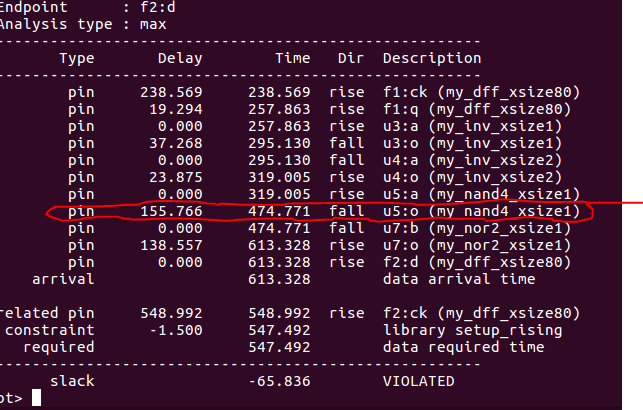 Endpoint : f2:d
Analysis type : max
-------------------------------------------------------
Type Delay Time Dir Description
-------------------------------------------------------
pin 238.569 238.569 rise f1:ck (my_dff_xsize80)
pin 19.294 257.863 rise f1:q (my_dff_xsize80)
pin 0.000 257.863 rise u3:a (my_inv_xsize1)
pin 37.268 295.130 fall u3:o (my_inv_xsize1)
pin 0.000 295.130 fall u4:a (my_inv_xsize2)
pin 23.875 319.005 rise u4:o (my_inv_xsize2)
pin 0.000 319.005 rise u5:a (my_nand4_xsize1)
pin 155.766 474.771 fall u5:o (my_nand4_xsize1)
pin 0.000 474.771 fall u7:b (my_nor2_xsize1)
pin 138.557 613.328 rise u7:o (my_nor2_xsize1)
pin 0.000 613.328 rise f2:d (my_dff_xsize80)
arrival 613.328 data arrival time
related pin 548.992 548.992 rise f2:ck (my_dff_xsize80)
constraint -1.500 547.492 library setup_rising
required 547.492 data required time
-------------------------------------------------------
slack -65.836 VIOLATED
ot>